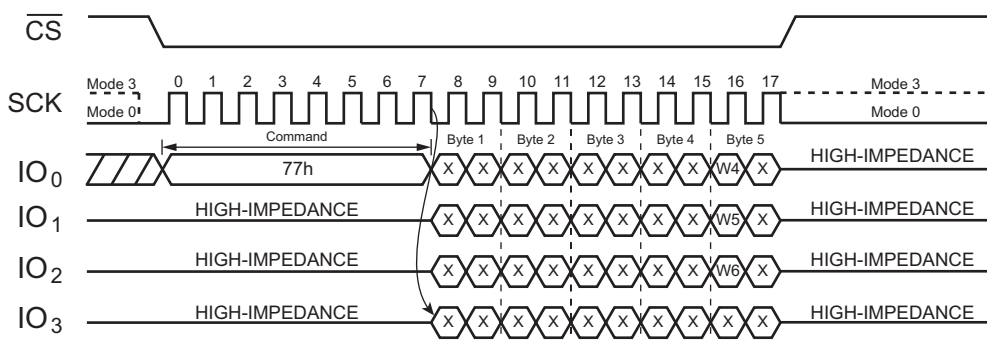 CS
0 1 2 3 4 5 6 7 8 9 10 11 12 13 14 15 16 17
Mode 3 Mode 3
SCK
Mode 0 Mode 0
Command Byte 1 Byte 2 Byte 3 Byte 4 Byte 5
IO0 77h X X X X X X X X W4 X HIGH-IMPEDANCE
IO1 HIGH-IMPEDANCE X X X X X X X X W5 X HIGH-IMPEDANCE
IO2 HIGH-IMPEDANCE X X X X X X X X W6 X HIGH-IMPEDANCE
IO3 HIGH-IMPEDANCE X X X X X X X X X X HIGH-IMPEDANCE